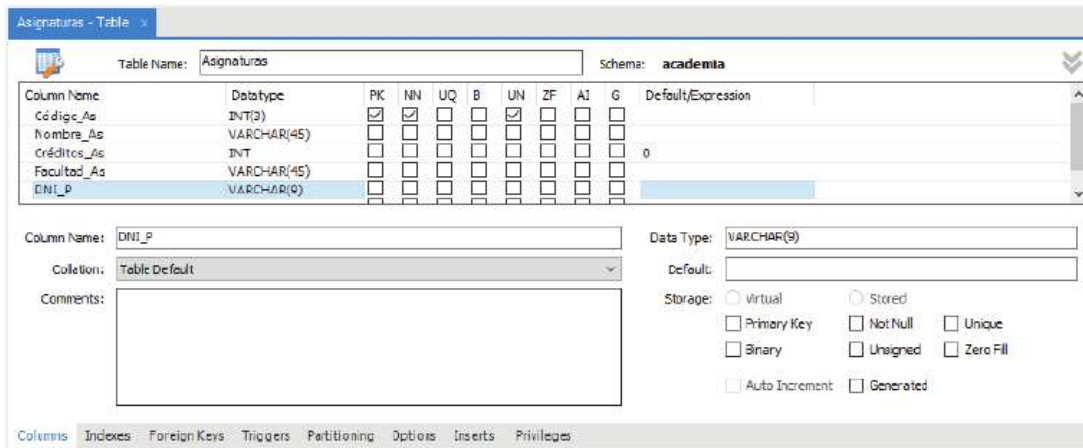 Asignaturas - Table x
Table Name: Asignaturas Schema: academia
Column Name Datatype PK NN UQ B UN ZF AI G Default/Expression
Código_As INT(3)
Nombre_As VARCHAR(45)
Créditos_As INT 0
Facultad_As VARCHAR(45)
DNI_P VARCHAR(9)
Column Name: DNI_P Data Type: VARCHAR(9)
Collation: Table Default Default:
Comments: Storage: Virtual Stored
Primary Key Not Null Unique
Binary Unsigned Zero Fill
Auto Increment Generated
Columns Indexes Foreign Keys Triggers Partitioning Options Inserts Privileges